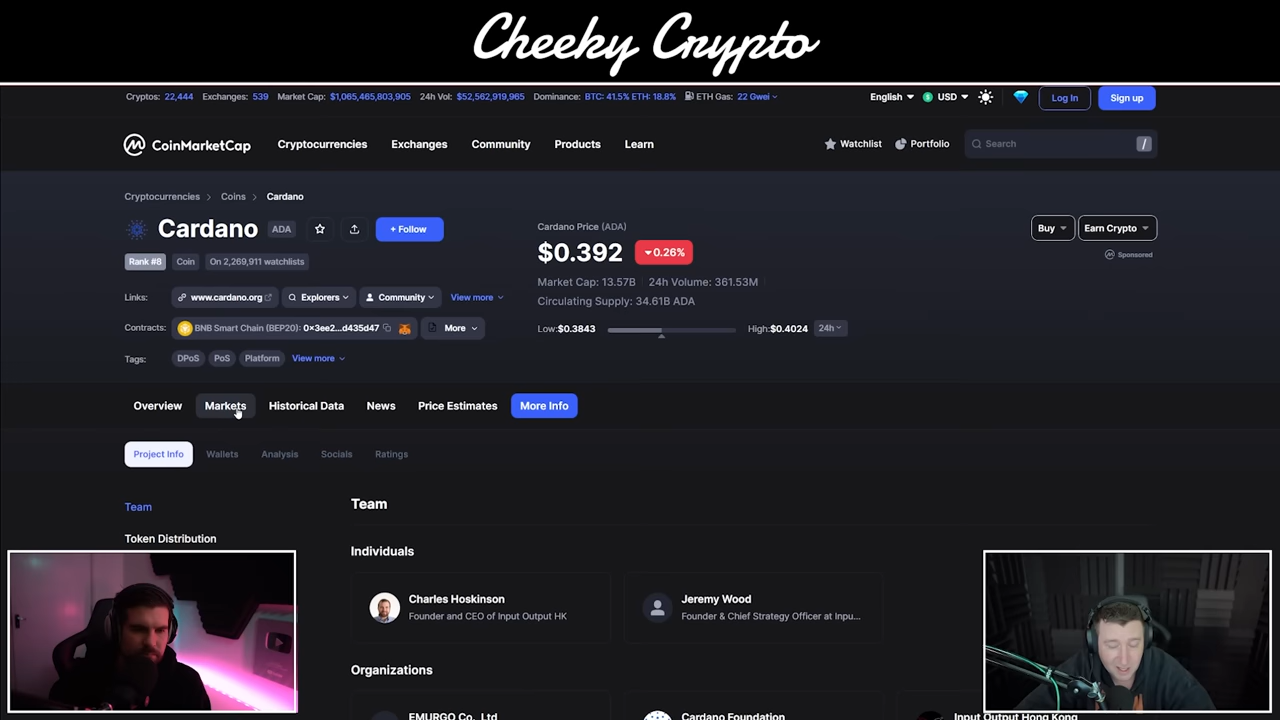 Cheeky Crypto
Cryptos: 22,444 Exchanges: 539 Market Cap: $1,065,465,803,905 24h Vol: $52,562,919,965 Dominance: BTC: 41.5% ETH: 18.8% ETH Gas: 22 Gwei
English USD Log In Sign up
CoinMarketCap Cryptocurrencies Exchanges Community Products Learn Watchlist Portfolio Search /
Cryptocurrencies Coins Cardano
Cardano ADA + Follow
Rank #8 Coin On 2,269,911 watchlists
Links: www.cardano.org Explorers Community View more
Contracts: BNB Smart Chain (BEP20): 0x3ee2...d435d47 More
Tags: DPoS PoS Platform View more
Cardano Price (ADA)
$0.392 0.26%
Market Cap: 13.57B 24h Volume: 361.53M
Circulating Supply: 34.61B ADA
Low:$0.3843 High:$0.4024 24h
Buy Earn Crypto
Sponsored
Overview Markets Historical Data News Price Estimates More Info
Project Info Wallets Analysis Socials Ratings
Team
Token Distribution
Team
Individuals
Charles Hoskinson
Founder and CEO of Input Output HK
Jeremy Wood
Founder & Chief Strategy Officer at Inpu...
Organizations
EMURGO Co., Ltd Cardano Foundation Input Output Hong Kong